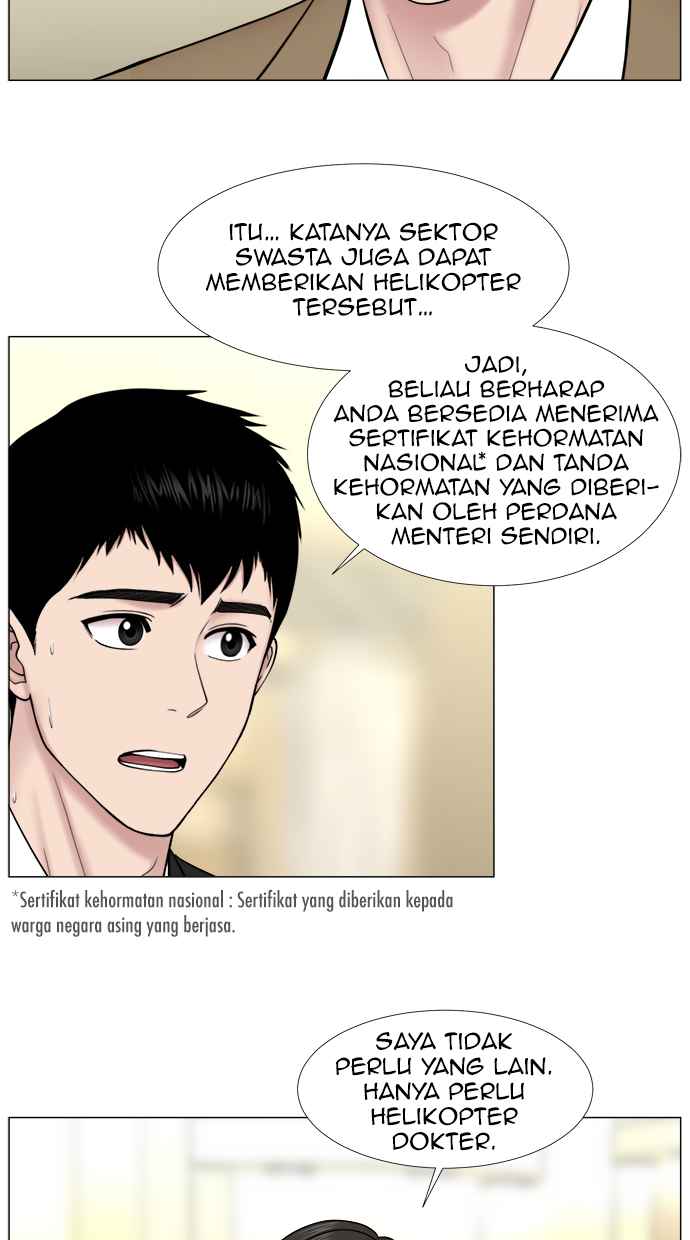 ITU... KATANYA SEKTOR
SWASTA JUGA DAPAT
MEMBERIKAN HELIKOPTER
TERSEBUT...
JADI,
BELIAU BERHARAP
ANDA BERSEDIA MENERIMA
SERTIFIKAT KEHORMATAN
NASIONAL* DAN TANDA
KEHORMATAN YANG DIBERI-
KAN OLEH PERDANA
MENTERI SENDIRI.
*Sertifikat kehormatan nasional : Sertifikat yang diberikan kepada
warga negara asing yang berjasa.
SAYA TIDAK
PERLU YANG LAIN.
HANYA PERLU
HELIKOPTER
DOKTER.